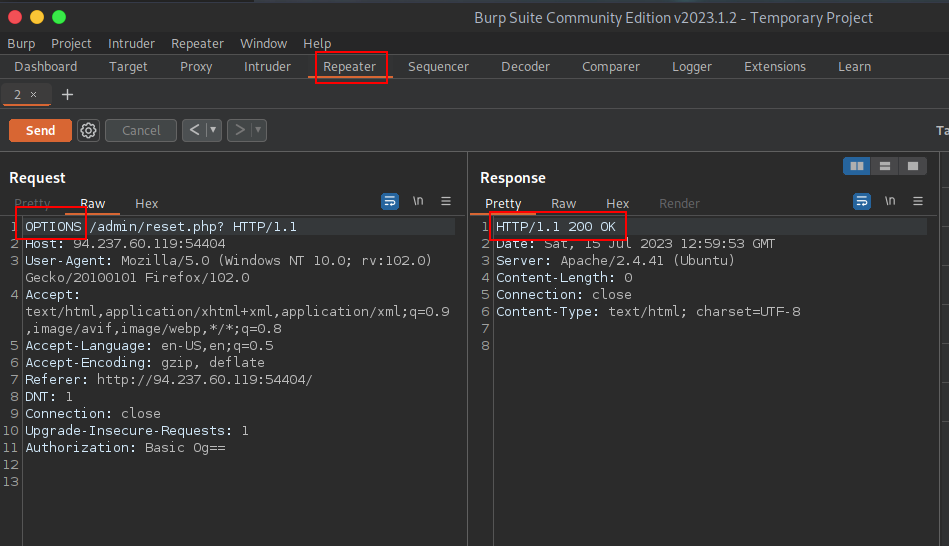 Burp Suite Community Edition v2023.1.2 - Temporary Project
Burp Project Intruder Repeater Window Help
Dashboard Target Proxy Intruder Repeater Sequencer Decoder Comparer Logger Extensions Learn
2 × +
Send Cancel < >
Request
Pretty Raw Hex \n
1 OPTIONS /admin/reset.php? HTTP/1.1
2 Host: 94.237.60.119:54404
3 User-Agent: Mozilla/5.0 (Windows NT 10.0; rv:102.0)
Gecko/20100101 Firefox/102.0
4 Accept:
text/html,application/xhtml+xml,application/xml;q=0.9
,image/avif,image/webp,*/*;q=0.8
5 Accept-Language: en-US,en;q=0.5
6 Accept-Encoding: gzip, deflate
7 Referer: http://94.237.60.119:54404/
8 DNT: 1
9 Connection: close
10 Upgrade-Insecure-Requests: 1
11 Authorization: Basic Og==
12
13
Response
Pretty Raw Hex Render \n
1 HTTP/1.1 200 OK
2 Date: Sat, 15 Jul 2023 12:59:53 GMT
3 Server: Apache/2.4.41 (Ubuntu)
4 Content-Length: 0
5 Connection: close
6 Content-Type: text/html; charset=UTF-8
7
8